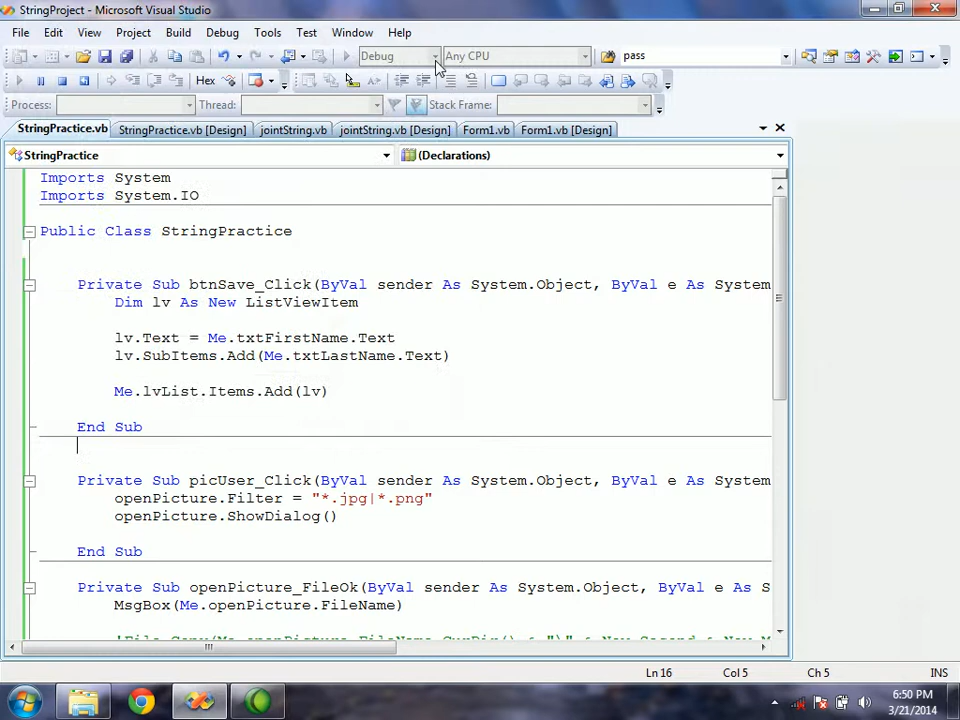 StringProject - Microsoft Visual Studio
File Edit View Project Build Debug Tools Test Window Help
Debug Any CPU pass
Hex
Process: Thread: Stack Frame:
StringPractice.vb StringPractice.vb [Design] jointString.vb jointString.vb [Design] Form1.vb Form1.vb [Design]
StringPractice (Declarations)
Imports System
Imports System.IO
Public Class StringPractice
Private Sub btnSave_Click(ByVal sender As System.Object, ByVal e As System
Dim lv As New ListViewItem
lv.Text = Me.txtFirstName.Text
lv.SubItems.Add(Me.txtLastName.Text)
Me.lvList.Items.Add(lv)
End Sub
Private Sub picUser_Click(ByVal sender As System.Object, ByVal e As System
openPicture.Filter = "*.jpg|*.png"
openPicture.ShowDialog()
End Sub
Private Sub openPicture_FileOk(ByVal sender As System.Object, ByVal e As S
MsgBox(Me.openPicture.FileName)
Ln 16 Col 5 Ch 5 INS
6:50 PM
3/21/2014